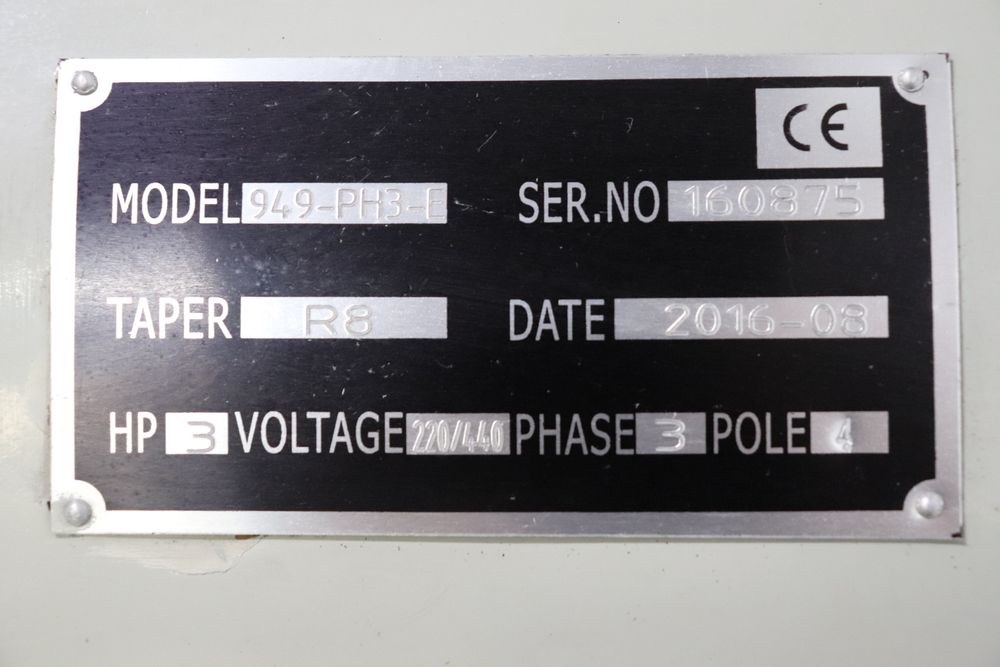 CE
MODEL 949-PH3-E SER.NO 160875
TAPER R8 DATE 2016-08
HP 3 VOLTAGE 220/440 PHASE 3 POLE 4